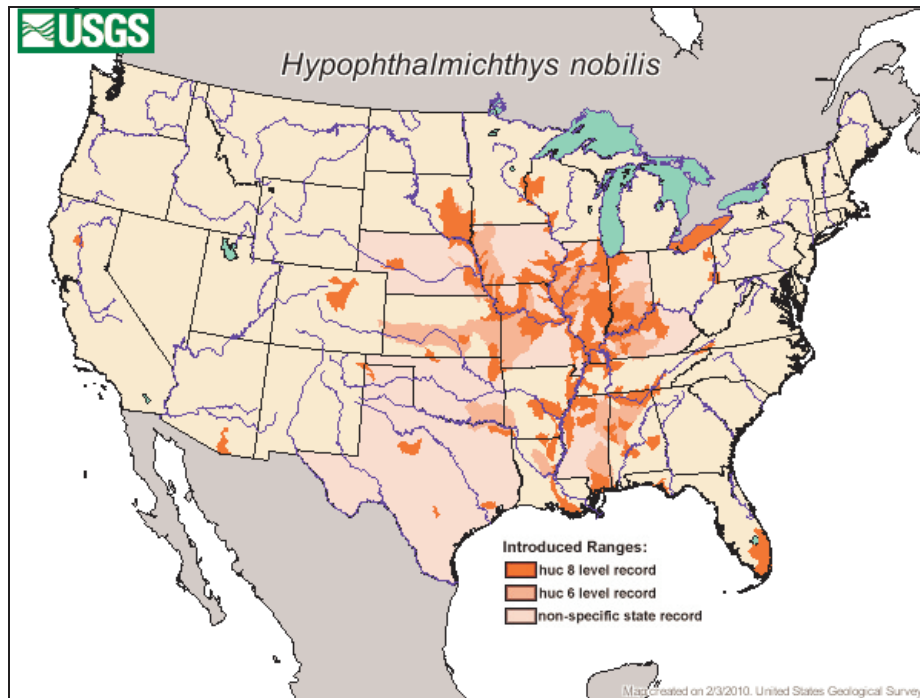 USGS
Hypophthalmichthys nobilis
Introduced Ranges:
huc 8 level record
huc 6 level record
non-specific state record
Map created on 2/3/2010. United States Geological Survey